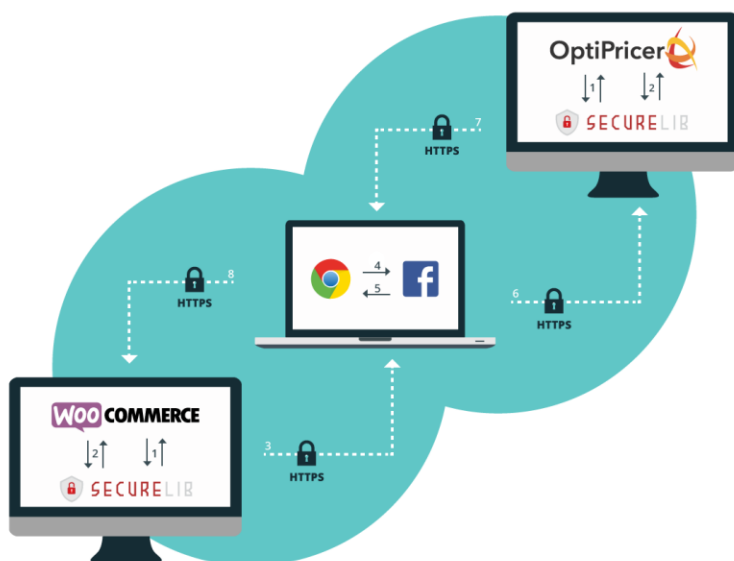 OptiPricer
1 2
SECURELIB
7
HTTPS
4
5
8
HTTPS
6
HTTPS
WOO COMMERCE
2 1
3
HTTPS
SECURELIB